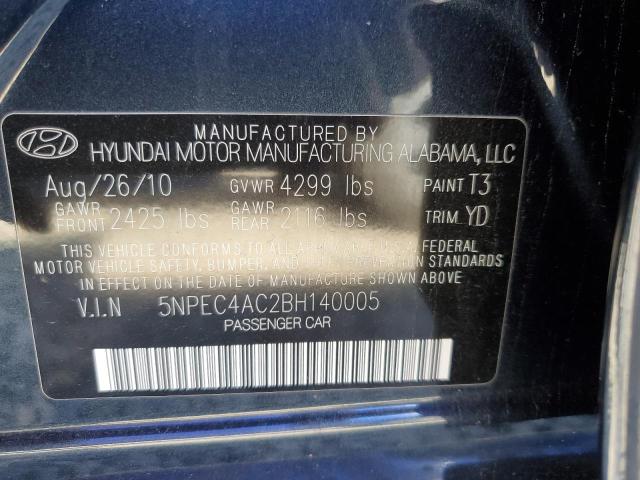 MANUFACTURED BY
HYUNDAI MOTOR MANUFACTURING ALABAMA, LLC
Aug/26/10 GVWR 4299 lbs PAINT T3
GAWR FRONT 2425 lbs GAWR REAR 2116 lbs TRIM YD
THIS VEHICLE CONFORMS TO ALL APPLICABLE U.S.A. FEDERAL
MOTOR VEHICLE SAFETY, BUMPER, AND THEFT PREVENTION STANDARDS
IN EFFECT ON THE DATE OF MANUFACTURE SHOWN ABOVE.
V.I.N 5NPEC4AC2BH140005
PASSENGER CAR